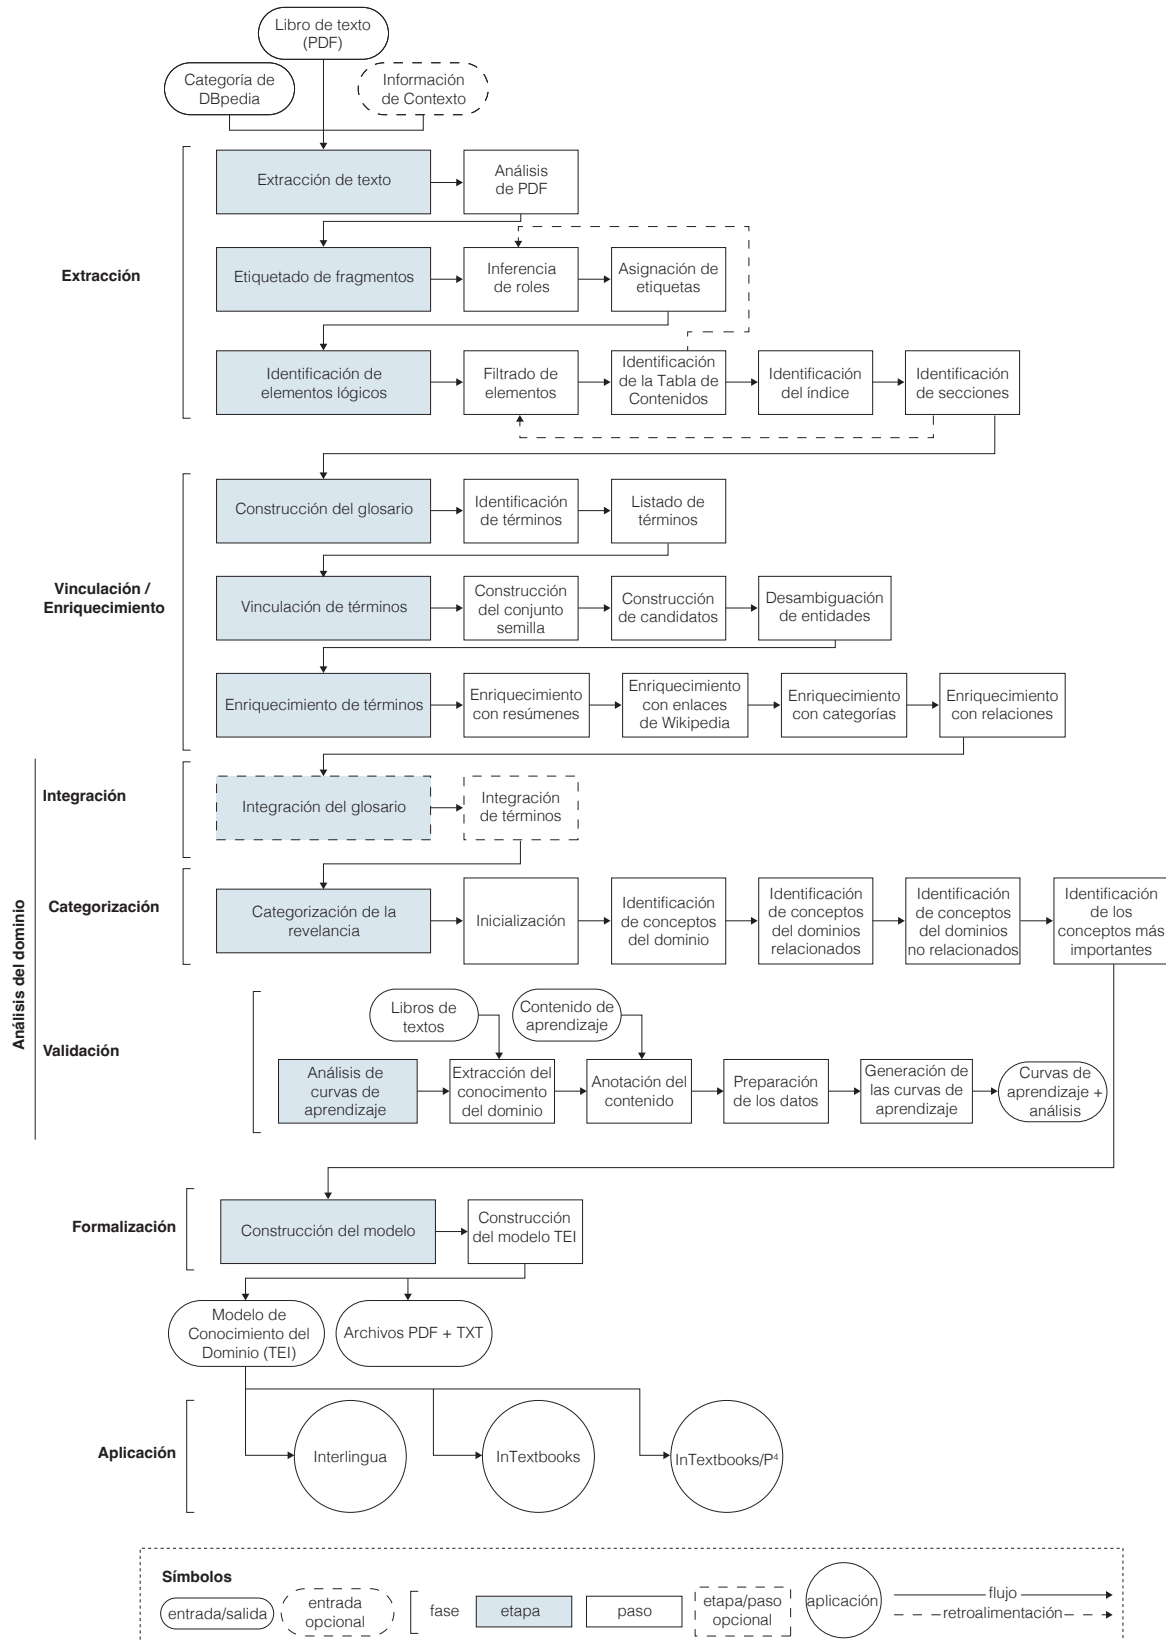 Libro de texto
(PDF)
Categoría de
DBpedia
Información
de Contexto
Extracción
Extracción de texto
Análisis
de PDF
Etiquetado de fragmentos
Inferencia
de roles
Asignación de
etiquetas
Identificación de
elementos lógicos
Filtrado de
elementos
Identificación
de la Tabla de
Contenidos
Identificación
del índice
Identificación
de secciones
Vinculación /
Enriquecimiento
Construcción del glosario
Identificación
de términos
Listado de
términos
Vinculación de términos
Construcción
del conjunto
semilla
Construcción
de candidatos
Desambiguación
de entidades
Enriquecimiento de términos
Enriquecimiento
con resúmenes
Enriquecimiento
con enlaces
de Wikipedia
Enriquecimiento
con categorías
Enriquecimiento
con relaciones
Análisis del dominio
Integración
Integración del glosario
Integración
de términos
Categorización
Categorización de la
revelancia
Inicialización
Identificación
de conceptos
del dominio
Identificación
de conceptos
del dominios
relacionados
Identificación
de conceptos
del dominios
no relacionados
Identificación
de los
conceptos más
importantes
Validación
Libros de
textos
Contenido de
aprendizaje
Análisis de
curvas de
aprendizaje
Extracción del
conocimento
del dominio
Anotación del
contenido
Preparación
de los datos
Generación de
las curvas de
aprendizaje
Curvas de
aprendizaje +
análisis
Formalización
Construcción del modelo
Construcción
del modelo TEI
Modelo de
Conocimiento del
Dominio (TEI)
Archivos PDF + TXT
Aplicación
Interlingua
InTextbooks
InTextbooks/P⁴
Símbolos
entrada/salida
entrada
opcional
fase
etapa
paso
etapa/paso
opcional
aplicación
flujo
retroalimentación